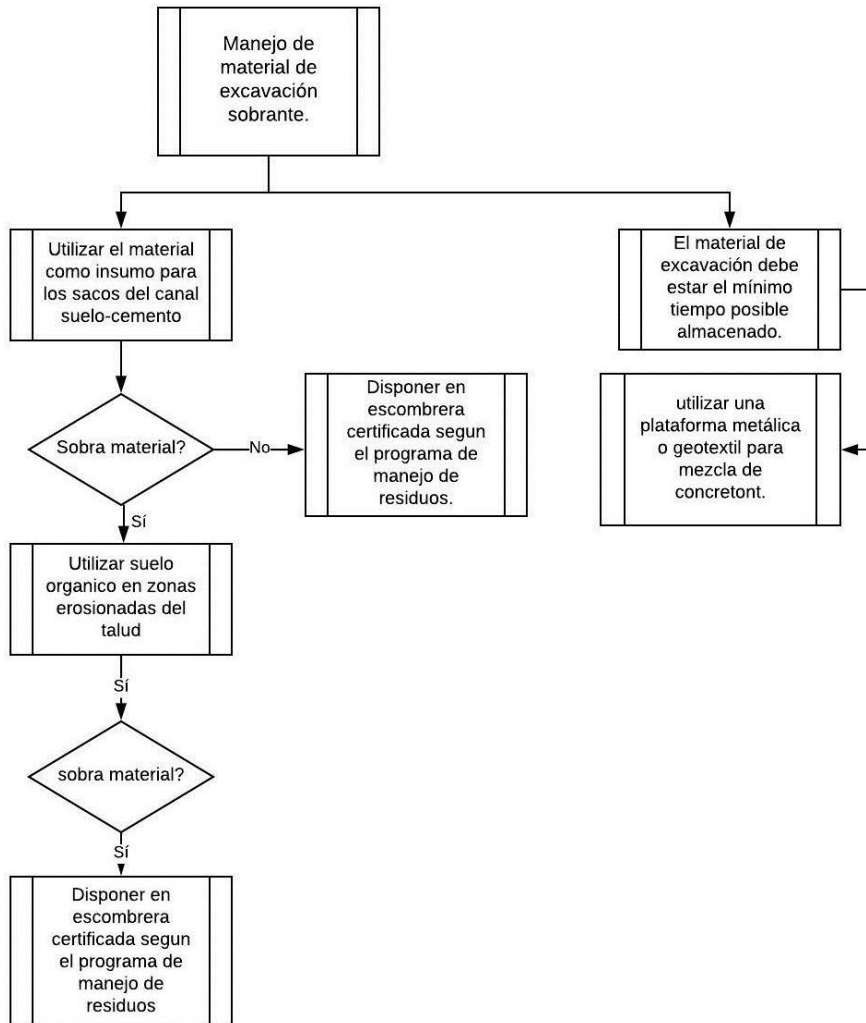 Manejo de
material de
excavación
sobrante.
Utilizar el material
como insumo para
los sacos del canal
suelo-cemento
El material de
excavación debe
estar el mínimo
tiempo posible
almacenado.
Sobra material?
No
Disponer en
escombrera
certificada segun
el programa de
manejo de
residuos.
utilizar una
plataforma metálica
o geotextil para
mezcla de
concretont.
Sí
Utilizar suelo
organico en zonas
erosionadas del
talud
Sí
sobra material?
Sí
Disponer en
escombrera
certificada segun
el programa de
manejo de
residuos